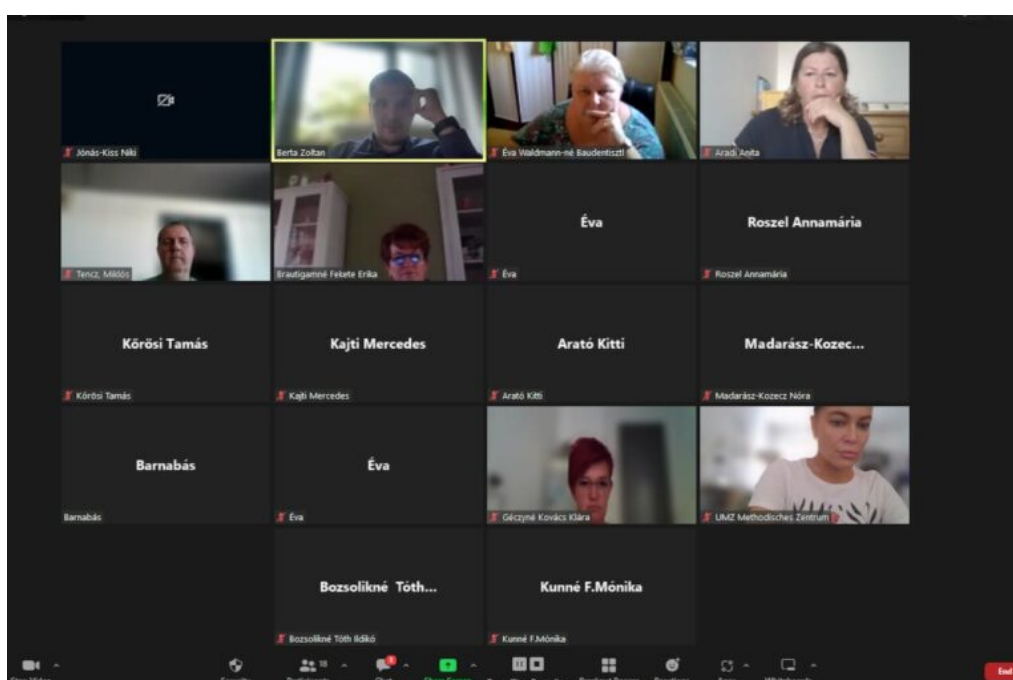 Jónás-Kiss Niki
Berta Zoltan
Éva Waldmann-né Baudentisztl
Aradi Anita
Tencz, Miklós
Brautigamné Fekete Erika
Éva
Éva
Roszel Annamária
Roszel Annamária
Kőrösi Tamás
Kőrösi Tamás
Kajti Mercedes
Kajti Mercedes
Arató Kitti
Arató Kitti
Madarász-Kozec...
Madarász-Kozecz Nóra
Barnabás
Barnabás
Éva
Éva
Géczyné Kovács Klára
UMZ Methodisches Zentrum
Bozsolikné Tóth...
Bozsolikné Tóth Ildikó
Kunné F.Mónika
Kunné F.Mónika
18
End